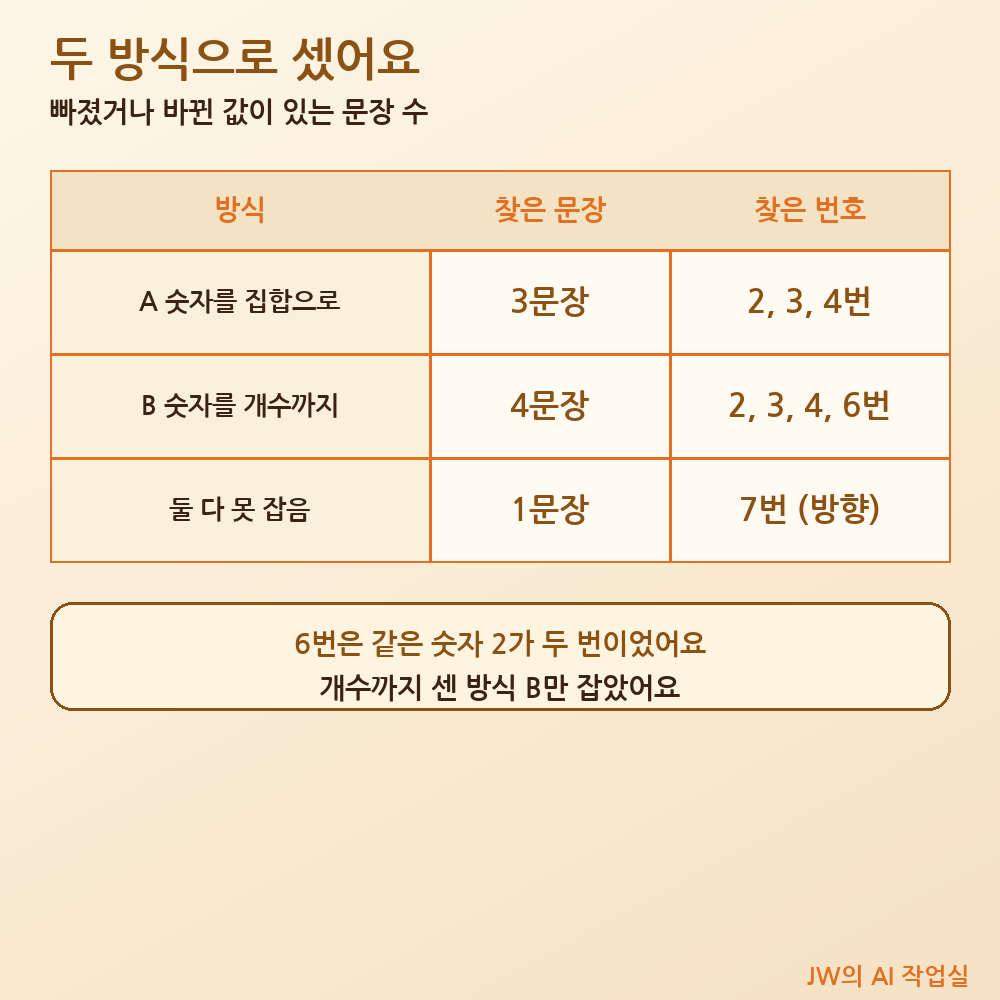 두 방식으로 셌어요
빠졌거나 바뀐 값이 있는 문장 수
방식 찾은 문장 찾은 번호
A 숫자를 집합으로 3문장 2, 3, 4번
B 숫자를 개수까지 4문장 2, 3, 4, 6번
둘 다 못 잡음 1문장 7번 (방향)
6번은 같은 숫자 2가 두 번이었어요
개수까지 센 방식 B만 잡았어요
JW의 AI 작업실